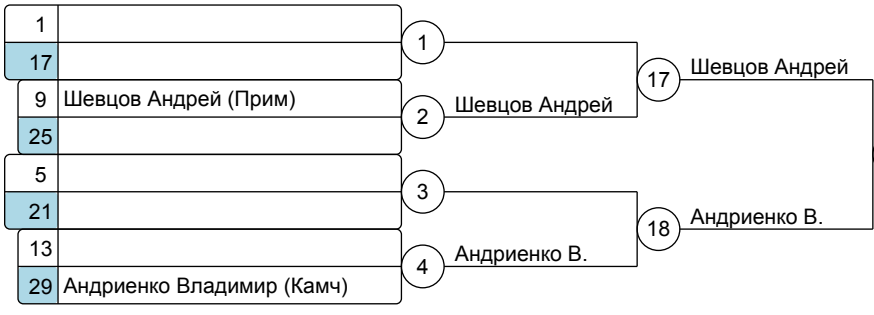 1
17
1
9 Шевцов Андрей (Прим)
25
2
Шевцов Андрей
17
Шевцов Андрей
5
21
3
13
29 Андриенко Владимир (Камч)
4
Андриенко В.
18
Андриенко В.